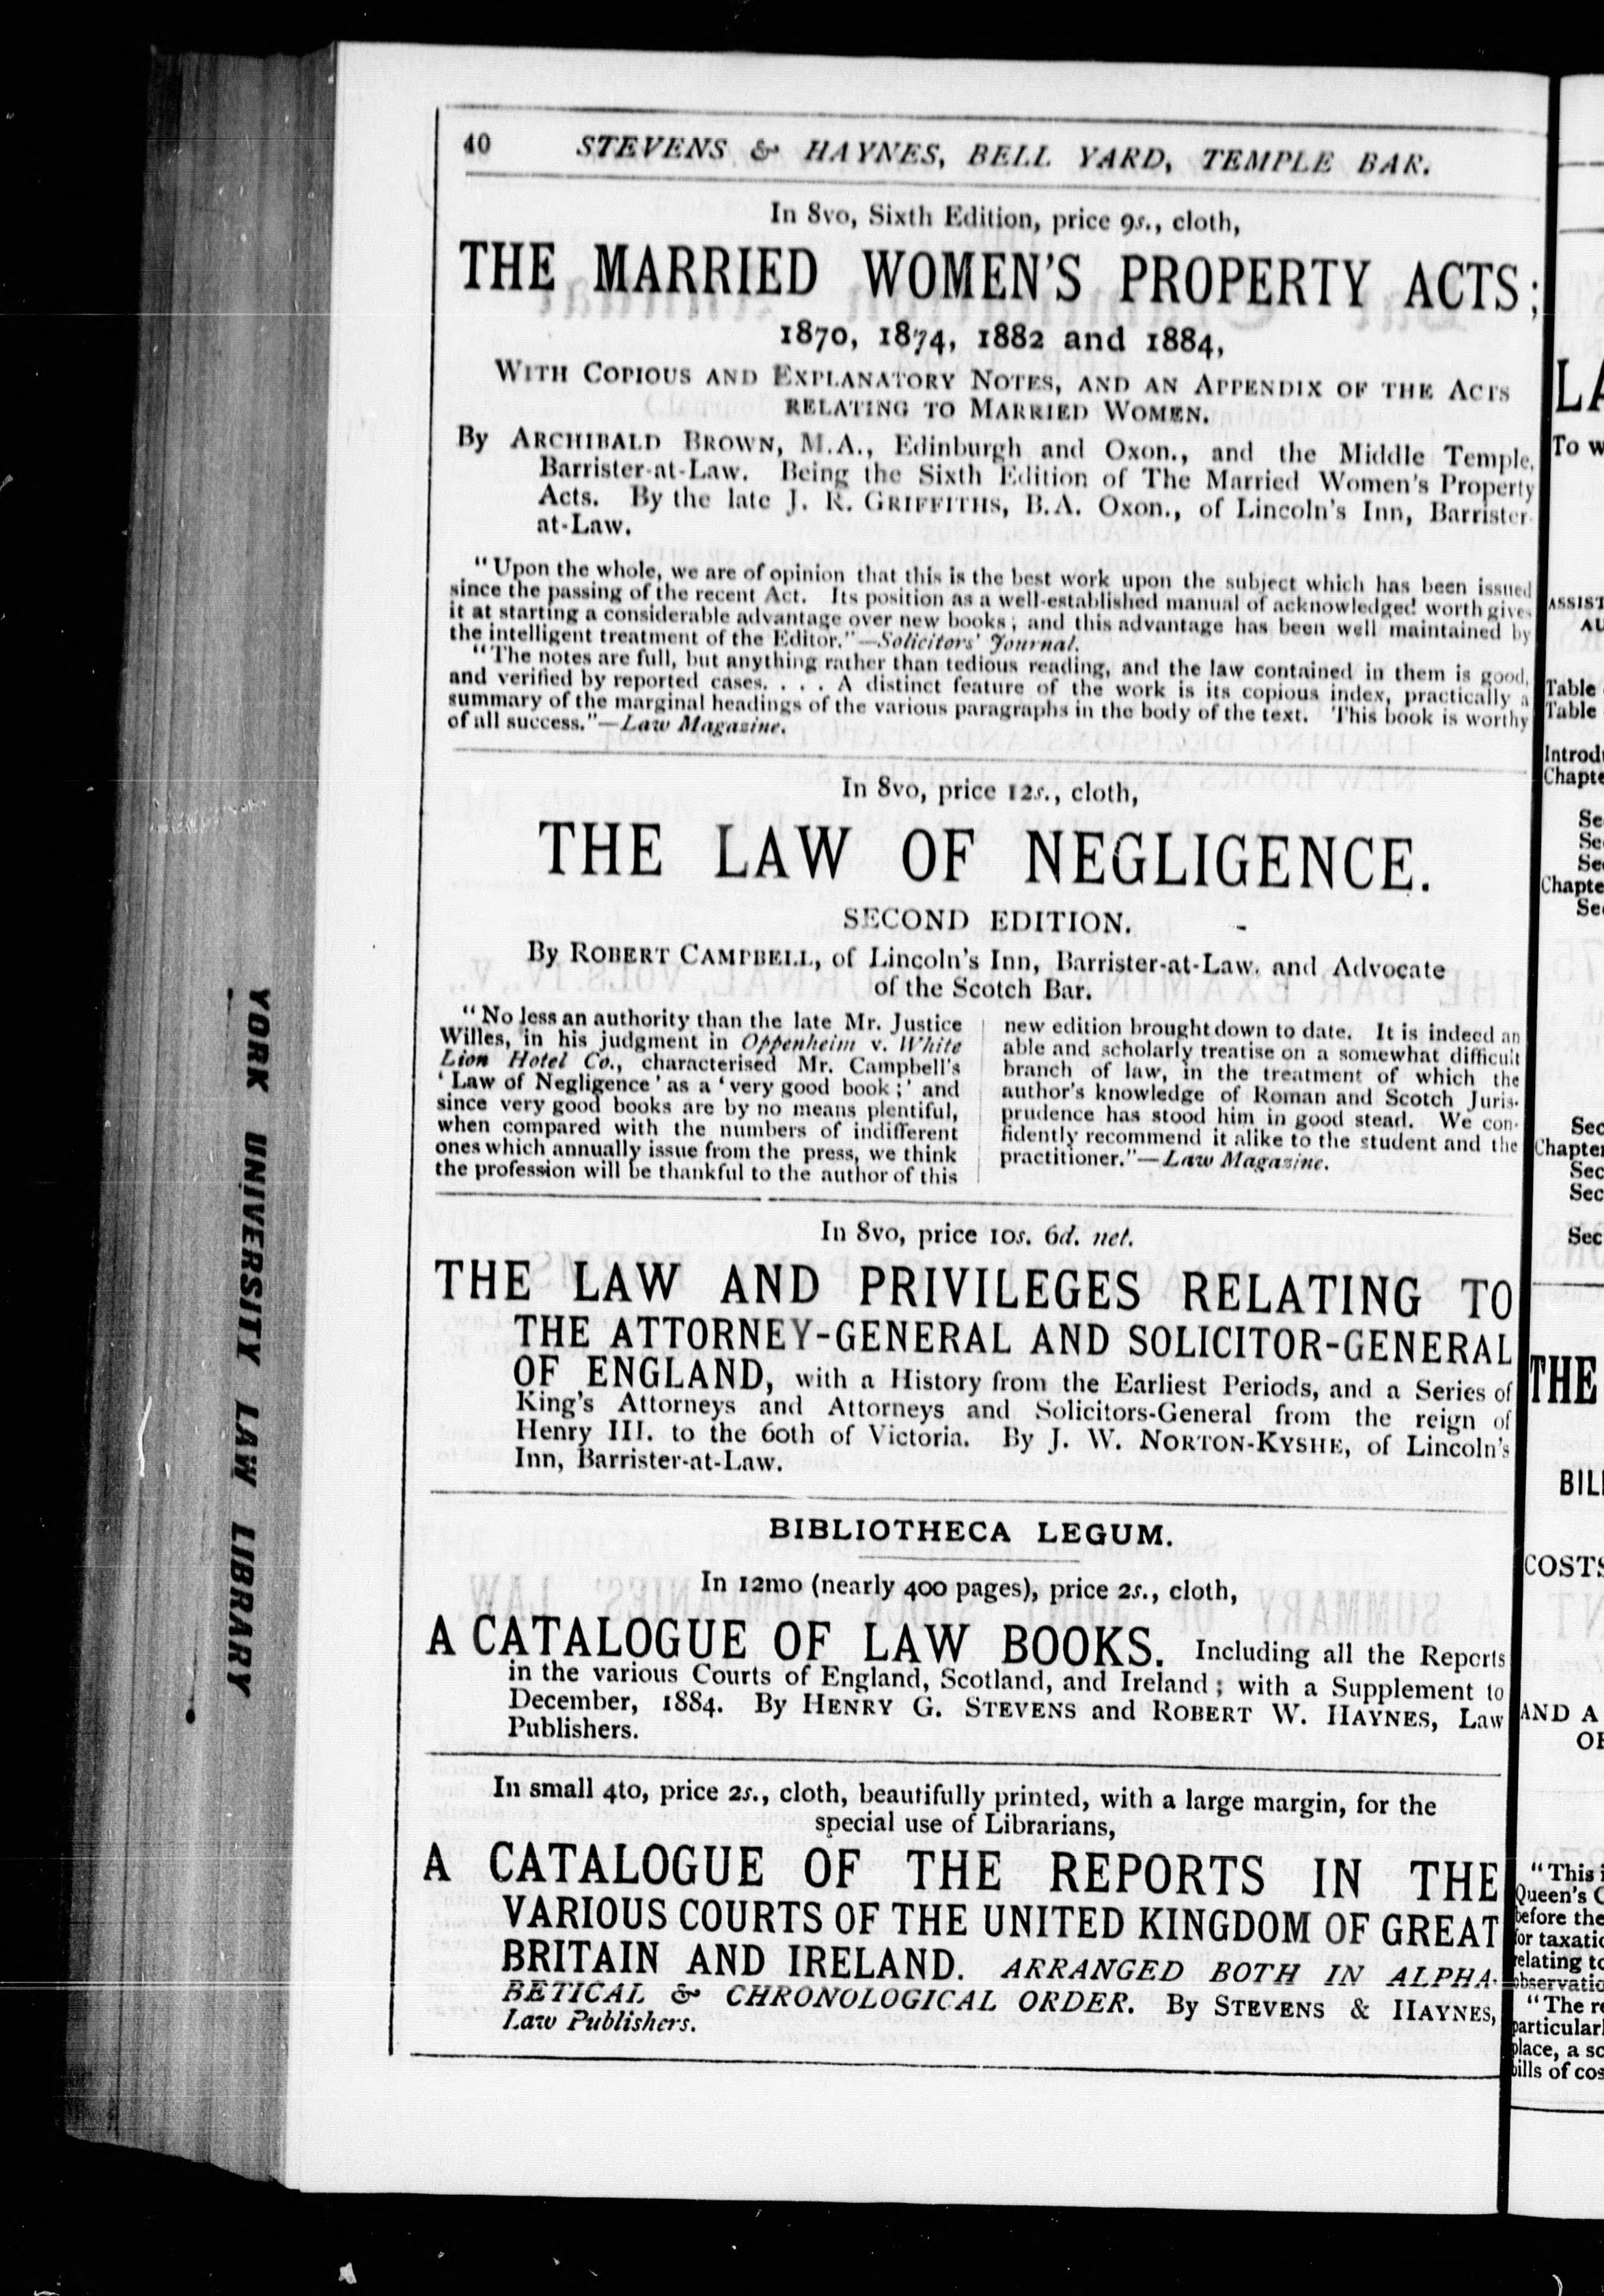 40 STEVENS & HAYNES, BELL YARD, TEMPLE BAR.
In 8vo, Sixth Edition, price 9s., cloth,
THE MARRIED WOMEN'S PROPERTY ACTS;
1870, 1874, 1882 and 1884,
WITH COPIOUS AND EXPLANATORY NOTES, AND AN APPENDIX OF THE ACTS
RELATING TO MARRIED WOMEN.
By ARCHIBALD BROWN, M.A., Edinburgh and Oxon., and the Middle Temple,
Barrister-at-Law. Being the Sixth Edition of The Married Women's Property
Acts. By the late J. R. GRIFFITHS, B.A. Oxon., of Lincoln's Inn, Barrister-
at-Law.
"Upon the whole, we are of opinion that this is the best work upon the subject which has been issued
since the passing of the recent Act. Its position as a well-established manual of acknowledged worth gives
it at starting a considerable advantage over new books; and this advantage has been well maintained by
the intelligent treatment of the Editor."—Solicitors' Journal.
"The notes are full, but anything rather than tedious reading, and the law contained in them is good,
and verified by reported cases. . . . A distinct feature of the work is its copious index, practically a
summary of the marginal headings of the various paragraphs in the body of the text. This book is worthy
of all success."—Law Magazine.
In 8vo, price 12s., cloth,
THE LAW OF NEGLIGENCE.
SECOND EDITION.
By ROBERT CAMPBELL, of Lincoln's Inn, Barrister-at-Law, and Advocate
of the Scotch Bar.
"No less an authority than the late Mr. Justice
Willes, in his judgment in Oppenheim v. White
Lion Hotel Co., characterised Mr. Campbell's
'Law of Negligence' as a 'very good book;' and
since very good books are by no means plentiful,
when compared with the numbers of indifferent
ones which annually issue from the press, we think
the profession will be thankful to the author of this
new edition brought down to date. It is indeed an
able and scholarly treatise on a somewhat difficult
branch of law, in the treatment of which the
author's knowledge of Roman and Scotch Juris-
prudence has stood him in good stead. We con-
fidently recommend it alike to the student and the
practitioner."—Law Magazine.
In 8vo, price 10s. 6d. net.
THE LAW AND PRIVILEGES RELATING TO
THE ATTORNEY-GENERAL AND SOLICITOR-GENERAL
OF ENGLAND, with a History from the Earliest Periods, and a Series of
King's Attorneys and Attorneys and Solicitors-General from the reign of
Henry III. to the 60th of Victoria. By J. W. NORTON-KYSHE, of Lincoln's
Inn, Barrister-at-Law.
BIBLIOTHECA LEGUM.
In 12mo (nearly 400 pages), price 2s., cloth,
A CATALOGUE OF LAW BOOKS. Including all the Reports
in the various Courts of England, Scotland, and Ireland; with a Supplement to
December, 1884. By HENRY G. STEVENS and ROBERT W. HAYNES, Law
Publishers.
In small 4to, price 2s., cloth, beautifully printed, with a large margin, for the
special use of Librarians,
A CATALOGUE OF THE REPORTS IN THE
VARIOUS COURTS OF THE UNITED KINGDOM OF GREAT
BRITAIN AND IRELAND. ARRANGED BOTH IN ALPHA-
BETICAL & CHRONOLOGICAL ORDER. By STEVENS & HAYNES,
Law Publishers.
YORK UNIVERSITY LAW LIBRARY
To w
Table
Table
THE
COSTS
AND A
"This i
Queen's C
before the
for taxatic
relating to
observatio
"The re
particularl
place, a sc
bills of cos